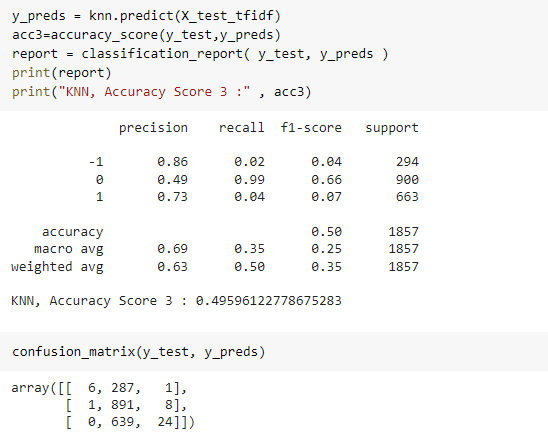 y_preds = knn.predict(X_test_tfidf)
acc3=accuracy_score(y_test,y_preds)
report = classification_report( y_test, y_preds )
print(report)
print("KNN, Accuracy Score 3 :" , acc3)
precision recall f1-score support
-1 0.86 0.02 0.04 294
0 0.49 0.99 0.66 900
1 0.73 0.04 0.07 663
accuracy 0.50 1857
macro avg 0.69 0.35 0.25 1857
weighted avg 0.63 0.50 0.35 1857
KNN, Accuracy Score 3 : 0.49596122778675283
confusion_matrix(y_test, y_preds)
array([[ 6, 287, 1],
[ 1, 891, 8],
[ 0, 639, 24]])